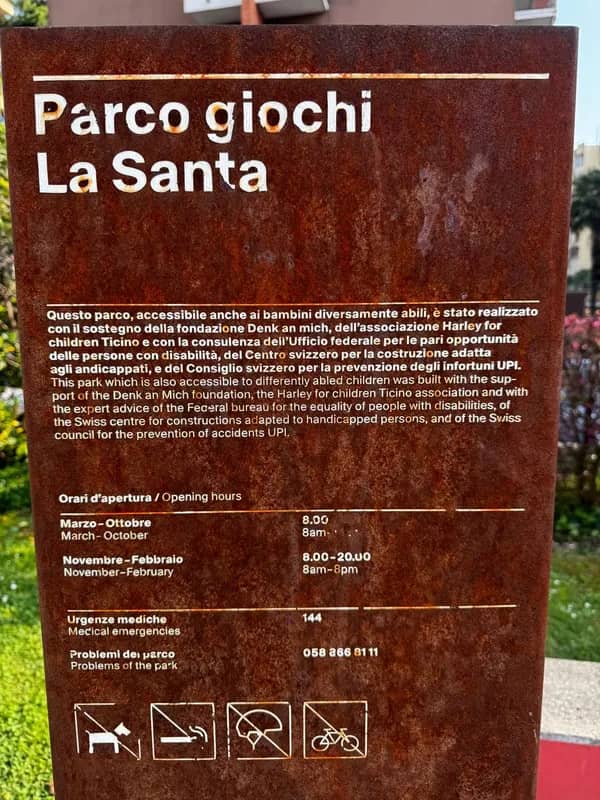 Parco giochi
La Santa
Questo parco, accessibile anche ai bambini diversamente abili, è stato realizzato
con il sostegno della fondazione Denk an mich, dell'associazione Harley for
children Ticino e con la consulenza dell'Ufficio federale per le pari opportunità
delle persone con disabilità, del Centro svizzero per la costruzione adatta
agli andicappati, e del Consiglio svizzero per la prevenzione degli infortuni UPI.
This park which is also accessible to differently abled children was built with the sup-
port of the Denk an Mich foundation, the Harley for children Ticino association and with
the expert advice of the Federal bureau for the equality of people with disabilities, of
the Swiss centre for constructions adapted to handicapped persons, and of the Swiss
council for the prevention of accidents UPI.
Orari d'apertura / Opening hours
Marzo–Ottobre 8.00
March–October 8am-
Novembre–Febbraio 8.00–20.00
November–February 8am–8pm
Urgenze mediche 144
Medical emergencies
Problemi del parco 058 866 81 11
Problems of the park